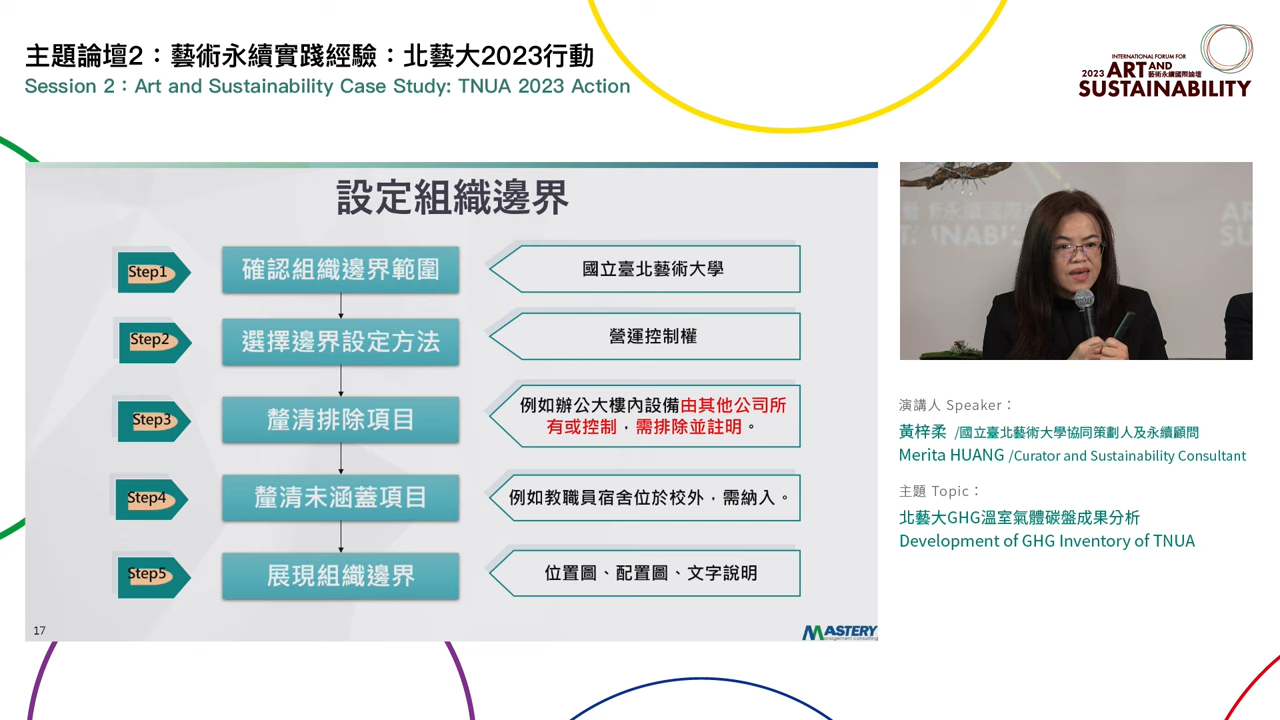 主題論壇2：藝術永續實踐經驗：北藝大2023行動
Session 2：Art and Sustainability Case Study: TNUA 2023 Action
INTERNATIONAL FORUM FOR
2023 ART AND
藝術永續國際論壇
SUSTAINABILITY
設定組織邊界
Step1
確認組織邊界範圍
國立臺北藝術大學
Step2
選擇邊界設定方法
營運控制權
Step3
釐清排除項目
例如辦公大樓內設備由其他公司所
有或控制，需排除並註明。
Step4
釐清未涵蓋項目
例如教職員宿舍位於校外，需納入。
Step5
展現組織邊界
位置圖、配置圖、文字說明
17
MASTERY
演講人 Speaker：
黃梓柔 /國立臺北藝術大學協同策劃人及永續顧問
Merita HUANG /Curator and Sustainability Consultant
主題 Topic：
北藝大GHG溫室氣體碳盤成果分析
Development of GHG Inventory of TNUA